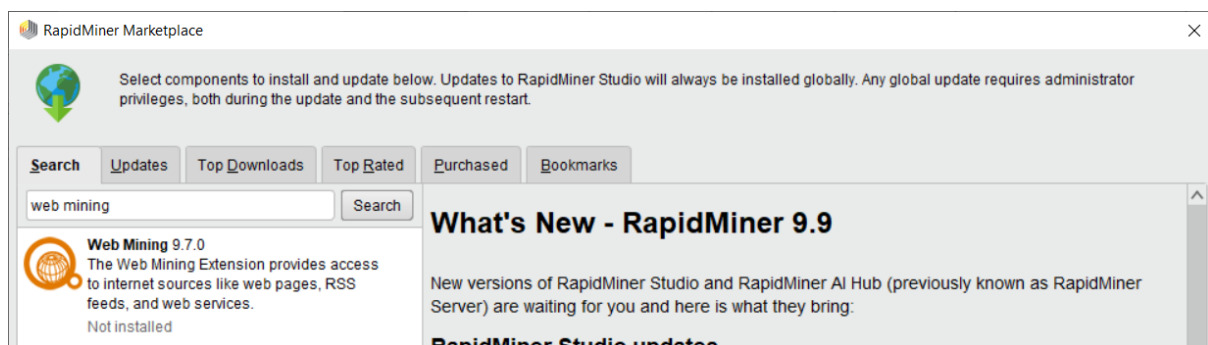 RapidMiner Marketplace
Select components to install and update below. Updates to RapidMiner Studio will always be installed globally. Any global update requires administrator
privileges, both during the update and the subsequent restart.
Search Updates Top Downloads Top Rated Purchased Bookmarks
web mining Search
Web Mining 9.7.0
The Web Mining Extension provides access
to internet sources like web pages, RSS
feeds, and web services.
Not installed
What's New - RapidMiner 9.9
New versions of RapidMiner Studio and RapidMiner AI Hub (previously known as RapidMiner
Server) are waiting for you and here is what they bring:
RapidMiner Studio updates